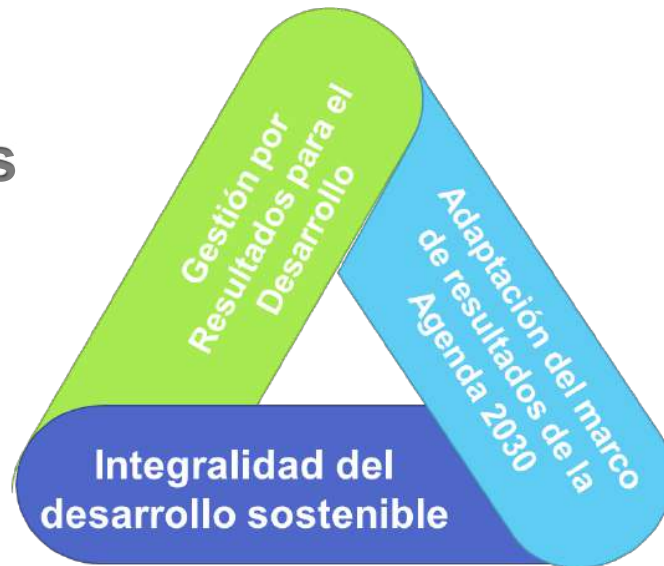 s
Gestión por
Resultados para el
Desarrollo
Adaptación del marco
de resultados de la
Agenda 2030
Integralidad del
desarrollo sostenible